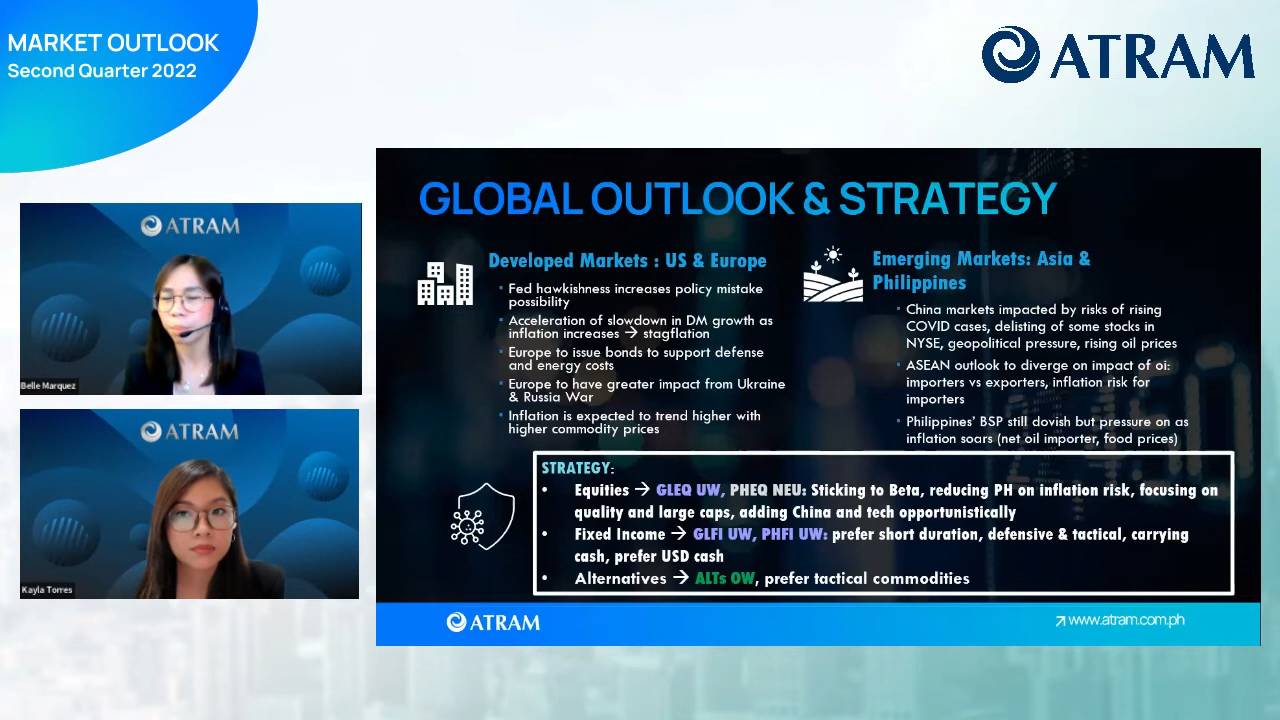 MARKET OUTLOOK
Second Quarter 2022
ATRAM
ATRAM
Belle Marquez
ATRAM
Kayla Torres
GLOBAL OUTLOOK & STRATEGY
Developed Markets : US & Europe
Fed hawkishness increases policy mistake
possibility
Acceleration of slowdown in DM growth as
inflation increases → stagflation
Europe to issue bonds to support defense
and energy costs
Europe to have greater impact from Ukraine
& Russia War
Inflation is expected to trend higher with
higher commodity prices
Emerging Markets: Asia &
Philippines
China markets impacted by risks of rising
COVID cases, delisting of some stocks in
NYSE, geopolitical pressure, rising oil prices
ASEAN outlook to diverge on impact of oi:
importers vs exporters, inflation risk for
importers
Philippines’ BSP still dovish but pressure on as
inflation soars (net oil importer, food prices)
STRATEGY:
• Equities → GLEQ UW, PHEQ NEU: Sticking to Beta, reducing PH on inflation risk, focusing on
quality and large caps, adding China and tech opportunistically
• Fixed Income → GLFI UW, PHFI UW: prefer short duration, defensive & tactical, carrying
cash, prefer USD cash
• Alternatives → ALTs OW, prefer tactical commodities
ATRAM
www.atram.com.ph